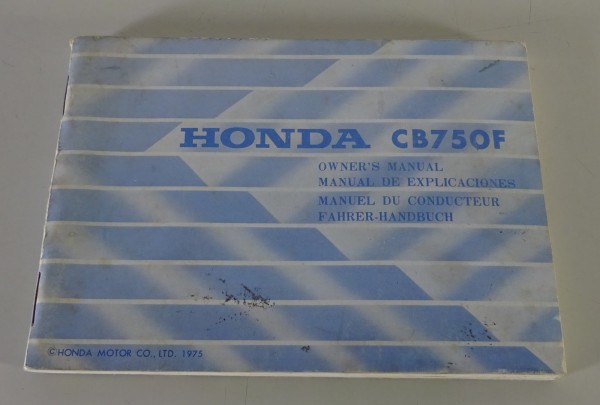 HONDA CB750F
OWNER'S MANUAL
MANUAL DE EXPLICACIONES
MANUEL DU CONDUCTEUR
FAHRER-HANDBUCH
©HONDA MOTOR CO., LTD. 1975